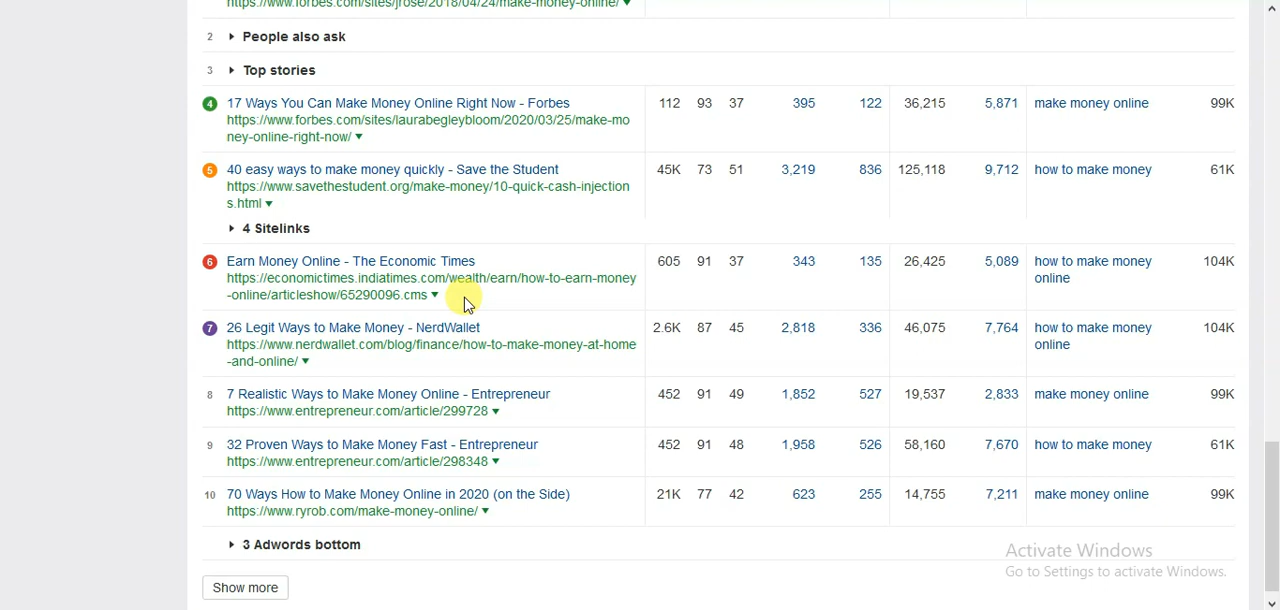 https://www.forbes.com/sites/jrose/2018/04/24/make-money-online/ ▼
2 People also ask
3 Top stories
4 17 Ways You Can Make Money Online Right Now - Forbes 112 93 37 395 122 36,215 5,871 make money online 99K
https://www.forbes.com/sites/laurabegleybloom/2020/03/25/make-mo
ney-online-right-now/ ▼
5 40 easy ways to make money quickly - Save the Student 45K 73 51 3,219 836 125,118 9,712 how to make money 61K
https://www.savethestudent.org/make-money/10-quick-cash-injection
s.html ▼
4 Sitelinks
6 Earn Money Online - The Economic Times 605 91 37 343 135 26,425 5,089 how to make money 104K
https://economictimes.indiatimes.com/wealth/earn/how-to-earn-money online
-online/articleshow/65290096.cms ▼
7 26 Legit Ways to Make Money - NerdWallet 2.6K 87 45 2,818 336 46,075 7,764 how to make money 104K
https://www.nerdwallet.com/blog/finance/how-to-make-money-at-home online
-and-online/ ▼
8 7 Realistic Ways to Make Money Online - Entrepreneur 452 91 49 1,852 527 19,537 2,833 make money online 99K
https://www.entrepreneur.com/article/299728 ▼
9 32 Proven Ways to Make Money Fast - Entrepreneur 452 91 48 1,958 526 58,160 7,670 how to make money 61K
https://www.entrepreneur.com/article/298348 ▼
10 70 Ways How to Make Money Online in 2020 (on the Side) 21K 77 42 623 255 14,755 7,211 make money online 99K
https://www.ryrob.com/make-money-online/ ▼
3 Adwords bottom
Activate Windows
Go to Settings to activate Windows.
Show more